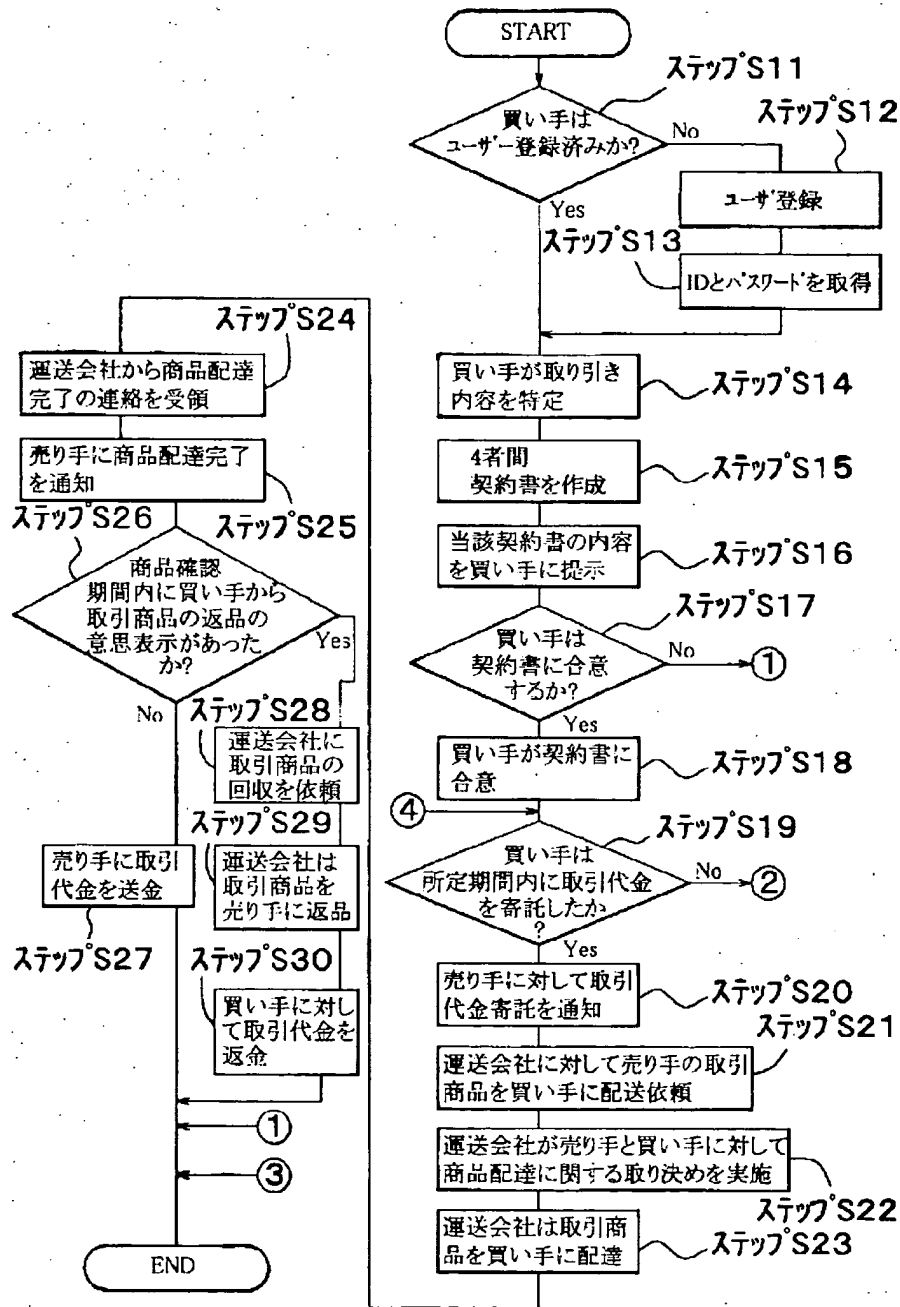 START
ステップS11
買い手は
ユーザー登録済みか?
No
ステップS12
ユーザ登録
Yes
ステップS13
IDとパスワードを取得
買い手が取り引き
内容を特定
ステップS14
4者間
契約書を作成
ステップS15
当該契約書の内容
を買い手に提示
ステップS16
ステップS17
買い手は
契約書に合意
するか?
No
①
Yes
買い手が契約書に
合意
ステップS18
④
ステップS19
買い手は
所定期間内に取引代金
を寄託したか
?
No
②
Yes
売り手に対して取引
代金寄託を通知
ステップS20
ステップS21
運送会社に対して売り手の取引
商品を買い手に配送依頼
運送会社が売り手と買い手に対して
商品配達に関する取り決めを実施
ステップS22
運送会社は取引商
品を買い手に配達
ステップS23
ステップS24
運送会社から商品配達
完了の連絡を受領
売り手に商品配達完了
を通知
ステップS25
ステップS26
商品確認
期間内に買い手から
取引商品の返品の
意思表示があった
か?
Yes
No
ステップS28
運送会社に
取引商品の
回収を依頼
ステップS29
運送会社は
取引商品を
売り手に返品
売り手に取引
代金を送金
ステップS27
ステップS30
買い手に対し
て取引代金を
返金
①
③
END